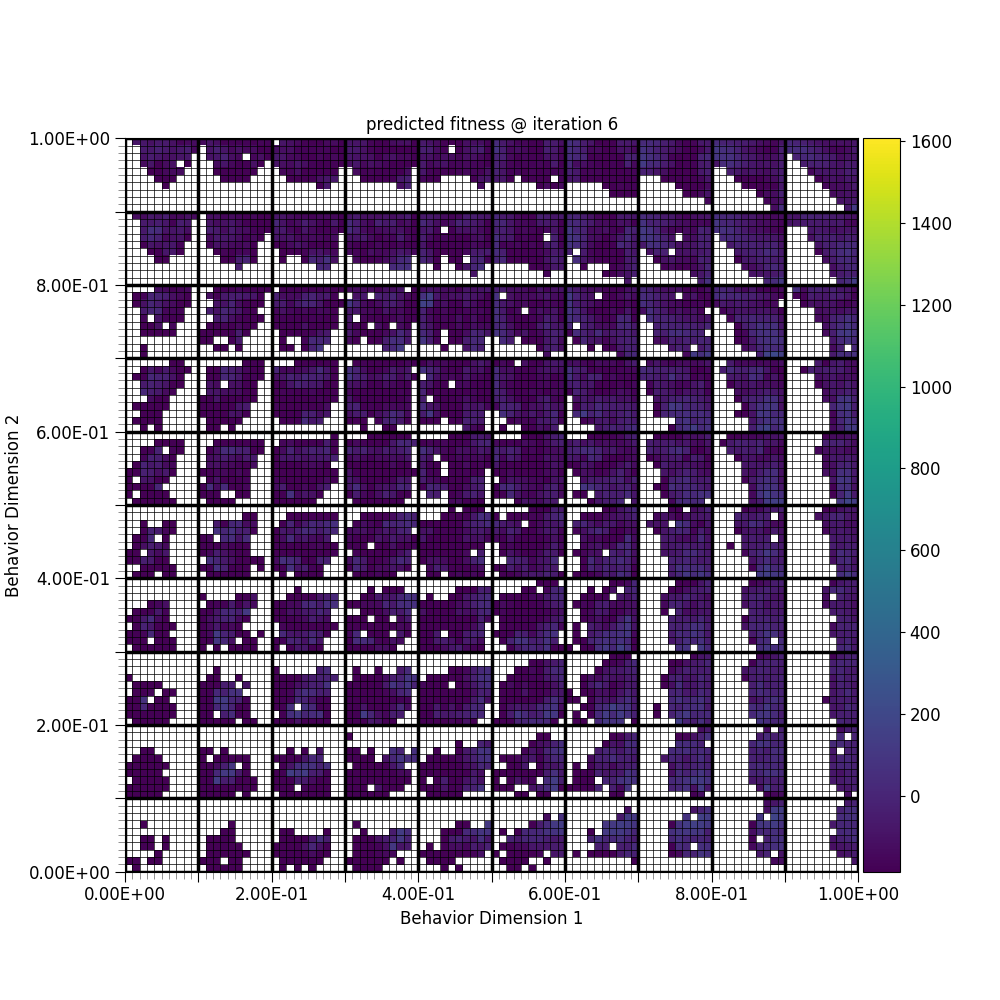 predicted fitness @ iteration 6
1.00E+00
8.00E-01
6.00E-01
4.00E-01
2.00E-01
0.00E+00
Behavior Dimension 2
0.00E+00 2.00E-01 4.00E-01 6.00E-01 8.00E-01 1.00E+00
Behavior Dimension 1
1600
1400
1200
1000
800
600
400
200
0